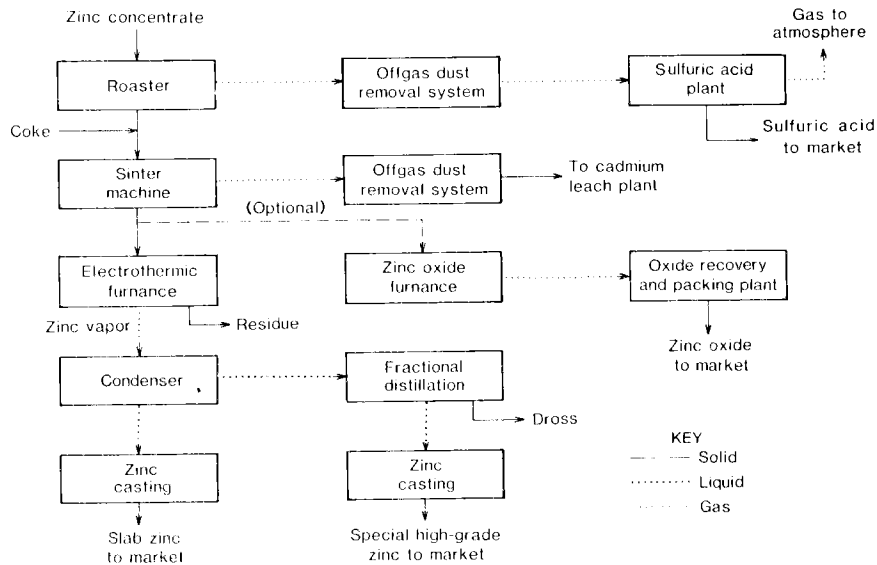 Zinc concentrate
Gas to
atmosphere
Roaster
Offgas dust
removal system
Sulfuric acid
plant
Coke
Sulfuric acid
to market
Sinter
machine
Offgas dust
removal system
To cadmium
leach plant
(Optional)
Electrothermic
furnance
Zinc oxide
furnance
Oxide recovery
and packing plant
Zinc vapor
Residue
Zinc oxide
to market
Condenser
Fractional
distillation
Dross
KEY
Solid
Liquid
Gas
Zinc
casting
Zinc
casting
Slab zinc
to market
Special high-grade
zinc to market